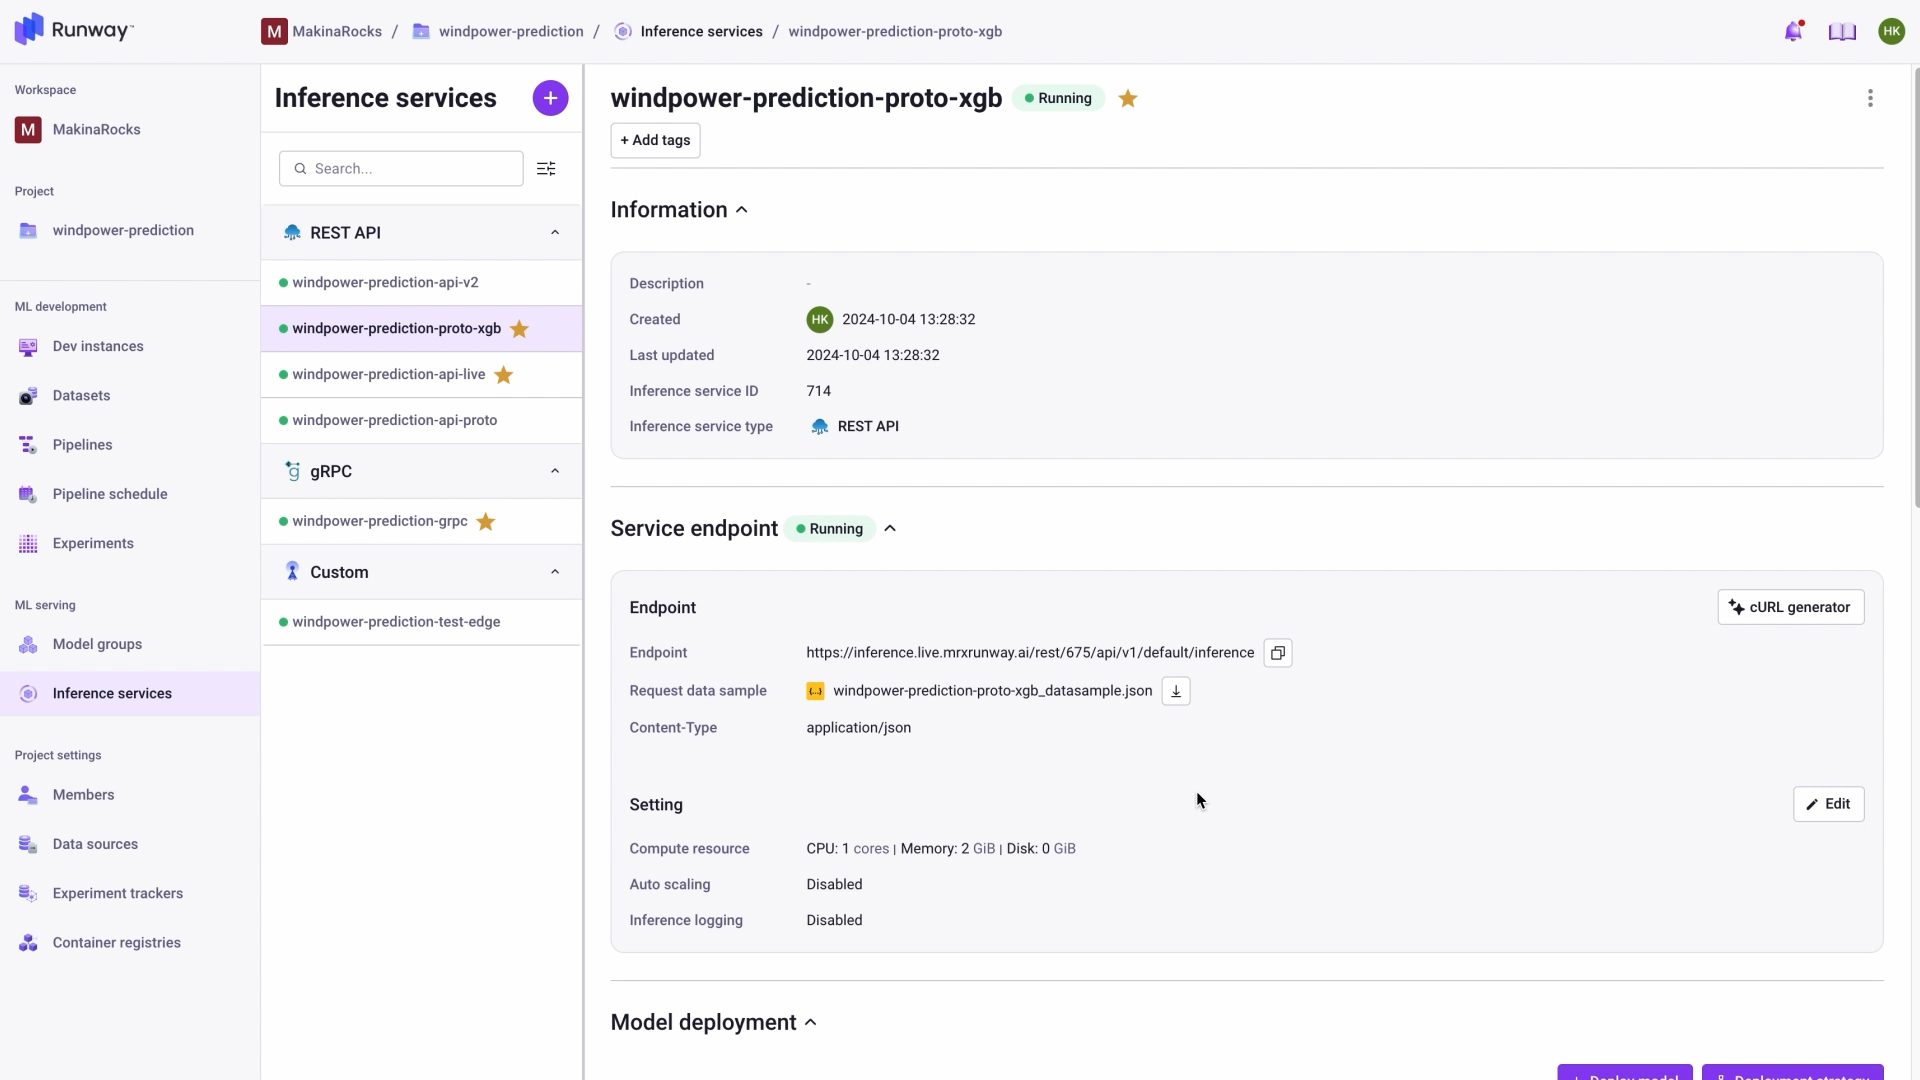 Runway™
M MakinaRocks / windpower-prediction / Inference services / windpower-prediction-proto-xgb
HK
Workspace
M MakinaRocks
Project
windpower-prediction
ML development
Dev instances
Datasets
Pipelines
Pipeline schedule
Experiments
ML serving
Model groups
Inference services
Project settings
Members
Data sources
Experiment trackers
Container registries
Inference services
Search...
REST API
windpower-prediction-api-v2
windpower-prediction-proto-xgb
windpower-prediction-api-live
windpower-prediction-api-proto
gRPC
windpower-prediction-grpc
Custom
windpower-prediction-test-edge
windpower-prediction-proto-xgb Running
+ Add tags
Information
Description -
Created HK 2024-10-04 13:28:32
Last updated 2024-10-04 13:28:32
Inference service ID 714
Inference service type REST API
Service endpoint Running
Endpoint cURL generator
Endpoint https://inference.live.mrxrunway.ai/rest/675/api/v1/default/inference
Request data sample windpower-prediction-proto-xgb_datasample.json
Content-Type application/json
Setting Edit
Compute resource CPU: 1 cores | Memory: 2 GiB | Disk: 0 GiB
Auto scaling Disabled
Inference logging Disabled
Model deployment
+ Deploy model Deployment strategy